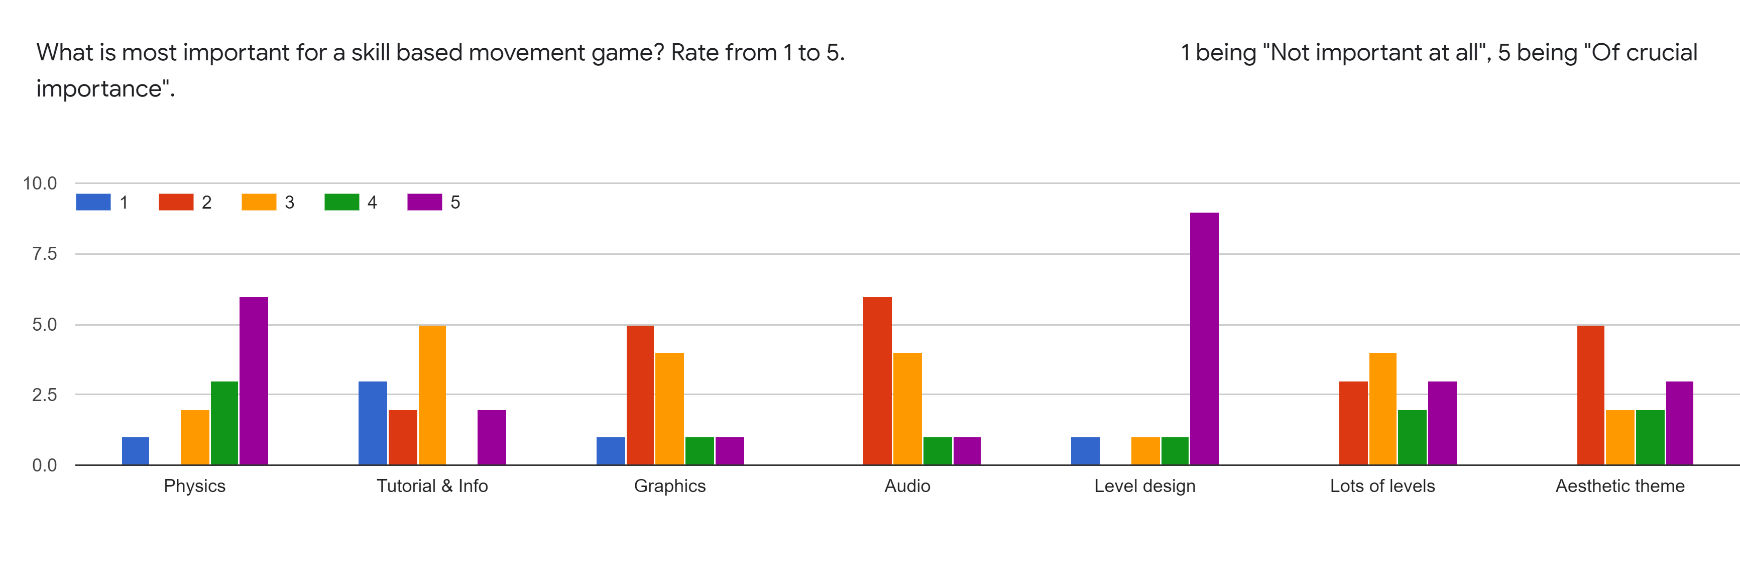 What is most important for a skill based movement game? Rate from 1 to 5. 1 being "Not important at all", 5 being "Of crucial
importance".
10.0
1 2 3 4 5
7.5
5.0
2.5
0.0
Physics Tutorial & Info Graphics Audio Level design Lots of levels Aesthetic theme